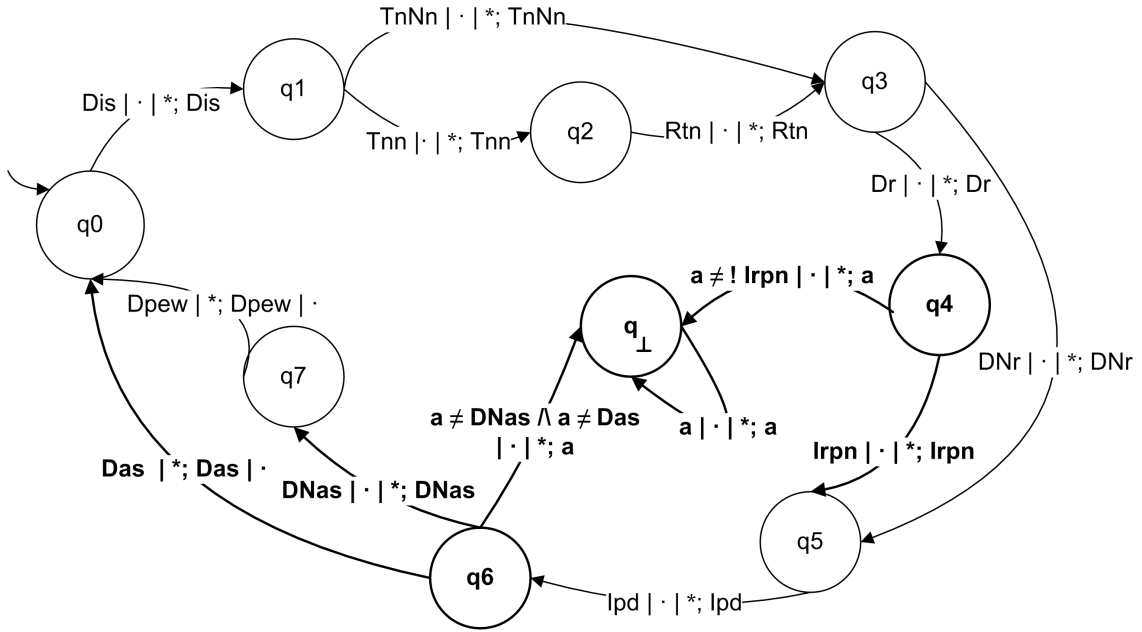 TnNn | · | *; TnNn
q1
q3
Dis | · | *; Dis
Tnn |· | *; Tnn
q2
Rtn | · | *; Rtn
Dr | · | *; Dr
q0
a ≠ ! Irpn | · | *; a
q4
Dpew | *; Dpew | ·
q
⊥
DNr | · | *; DNr
q7
a ≠ DNas /\ a ≠ Das
| · | *; a
a | · | *; a
Irpn | · | *; Irpn
Das | *; Das | ·
DNas | · | *; DNas
q5
q6
Ipd | · | *; Ipd